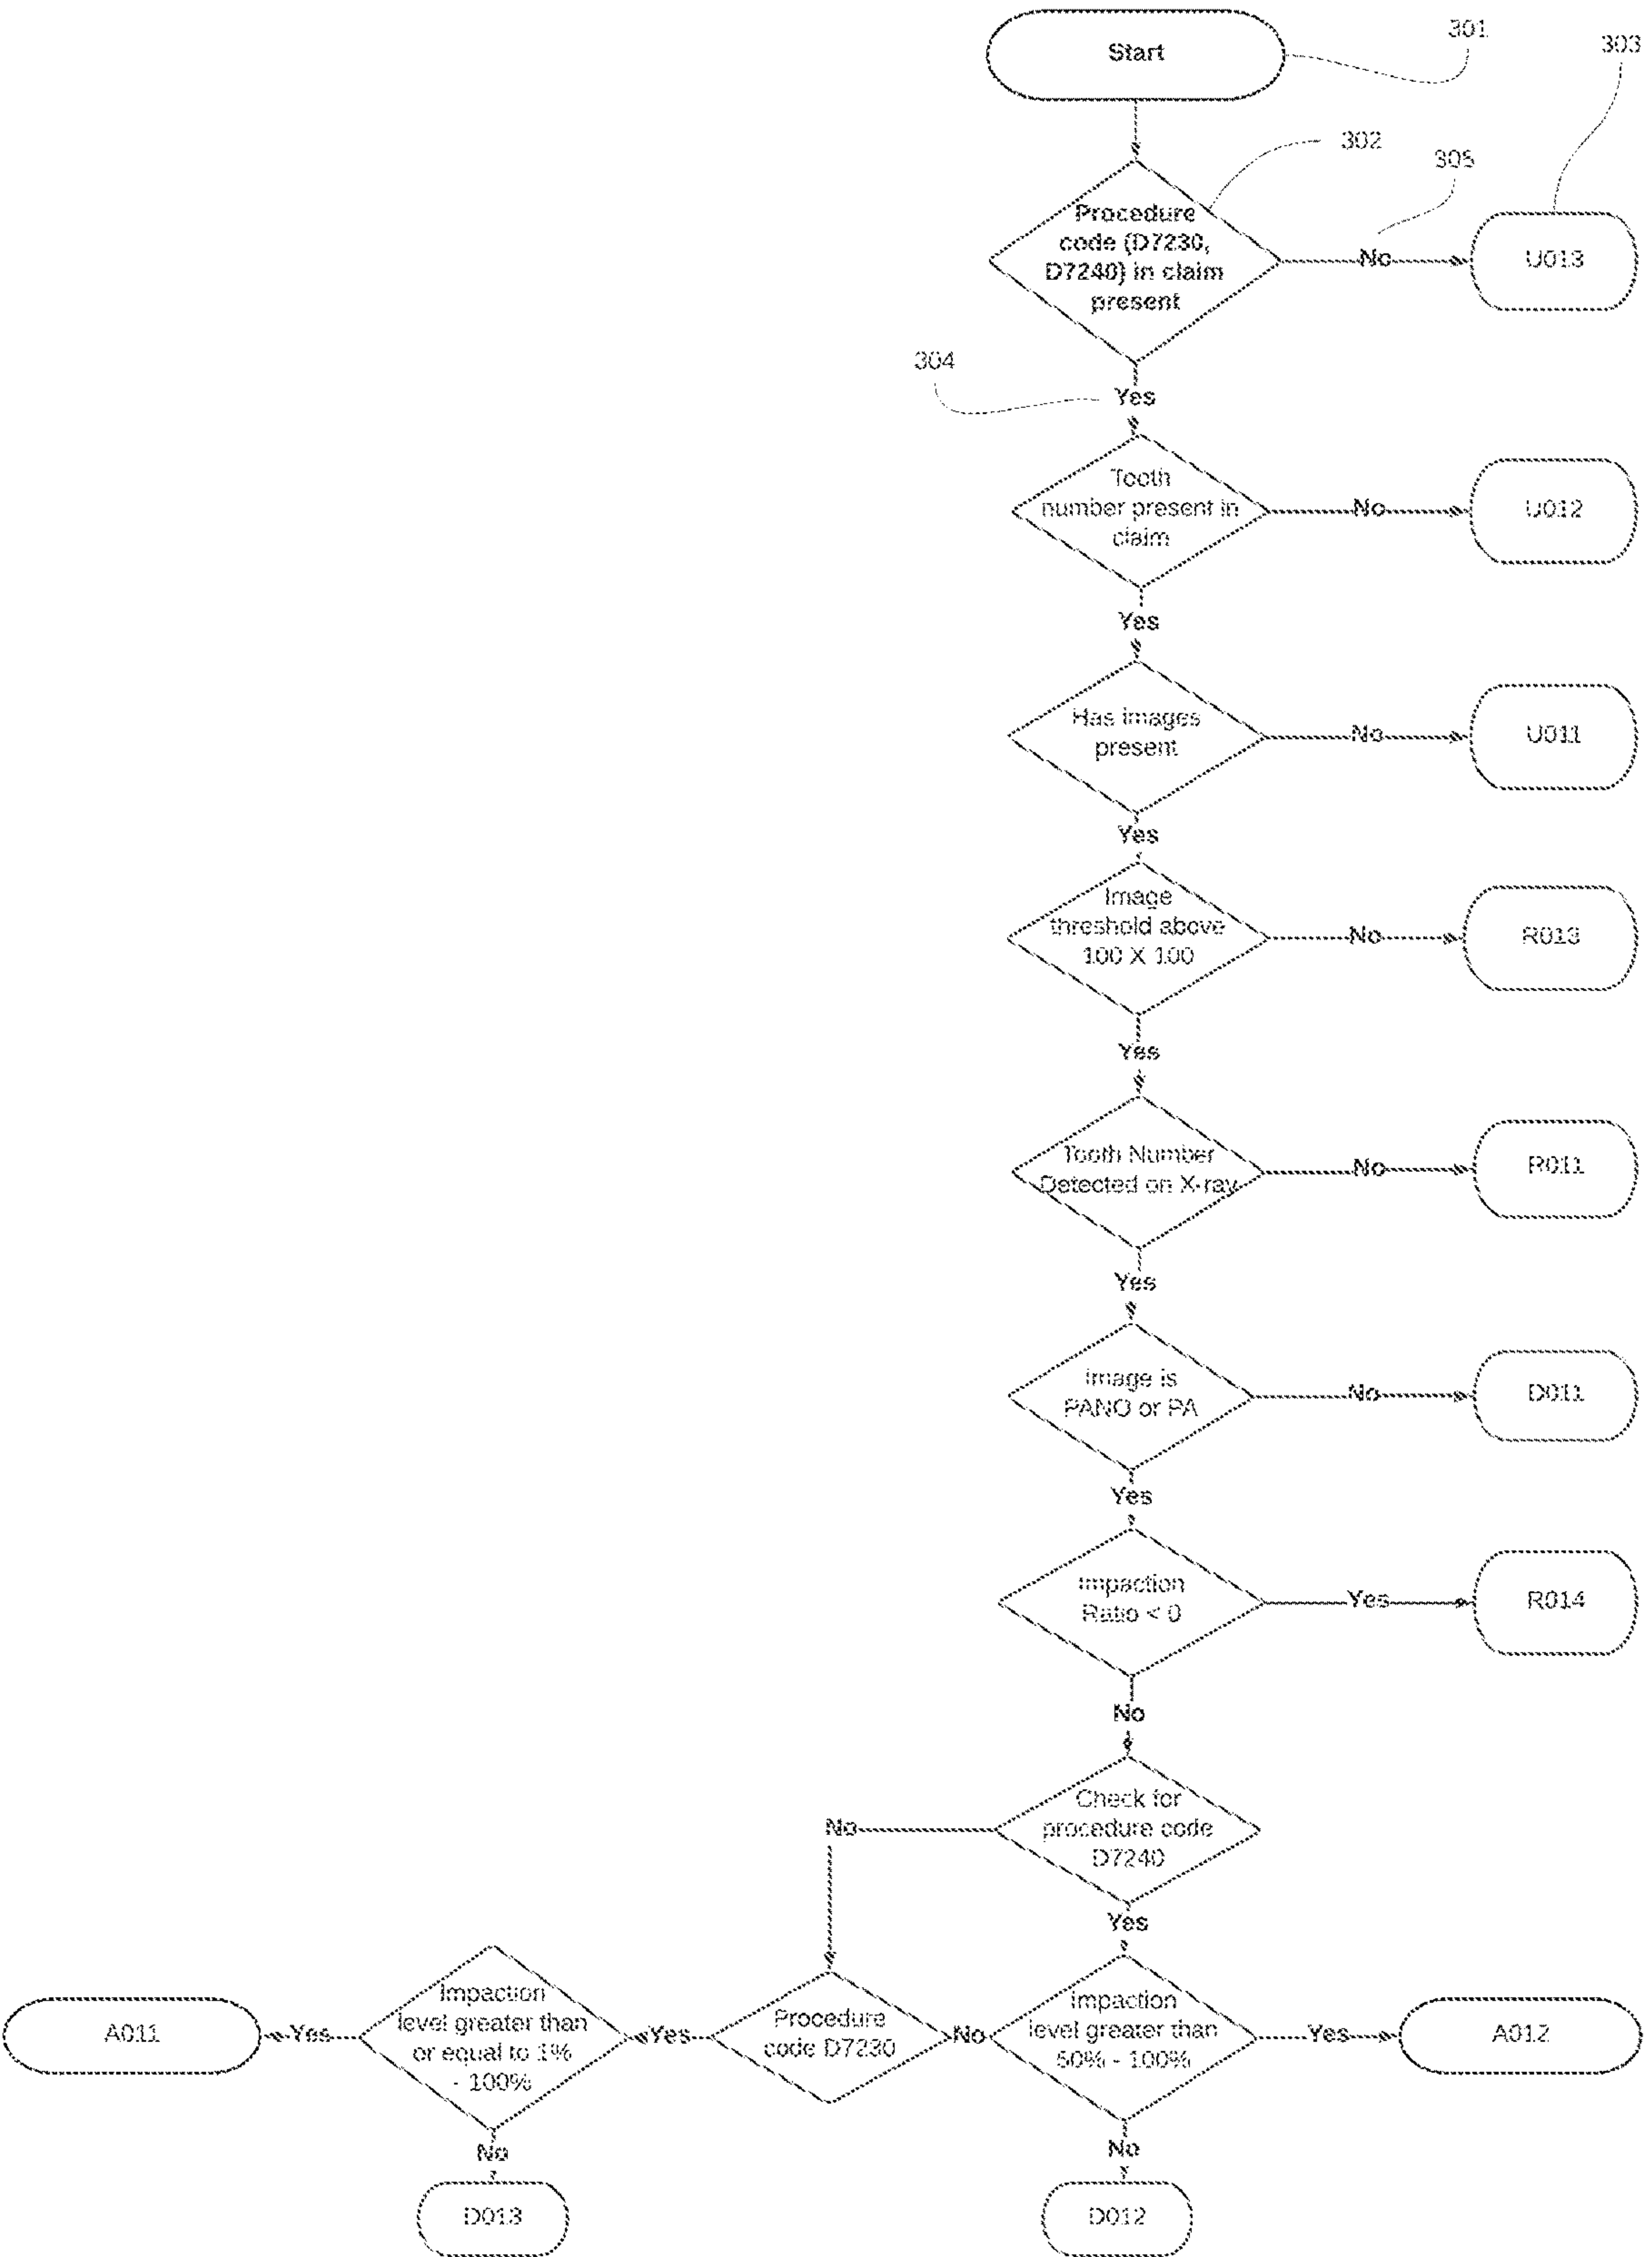 Start
301
303
302
305
Procedure
code (D7230,
D7240) in claim
present
No
U013
304
Yes
Tooth
number present in
claim
No
U012
Yes
Has images
present
No
U011
Yes
Image
threshold above
100 X 100
No
R013
Yes
Tooth Number
Detected on X-ray
No
R011
Yes
Image is
PANO or PA
No
D011
Yes
Impaction
Ratio < 0
Yes
R014
No
Check for
procedure code
D7240
No
Yes
A011
Yes
Impaction
level greater than
or equal to 1%
- 100%
Yes
Procedure
code D7230
No
Impaction
level greater than
50% - 100%
Yes
A012
No
No
D013
D012